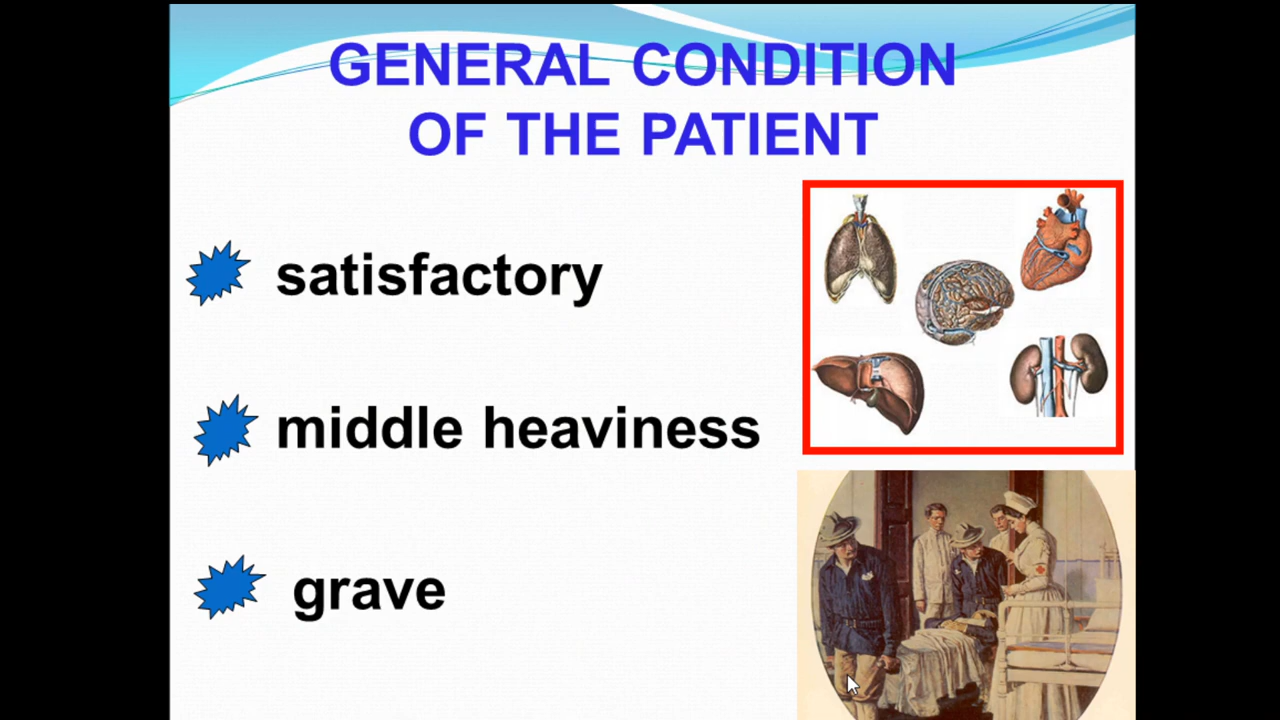 GENERAL CONDITION
OF THE PATIENT
satisfactory
middle heaviness
grave